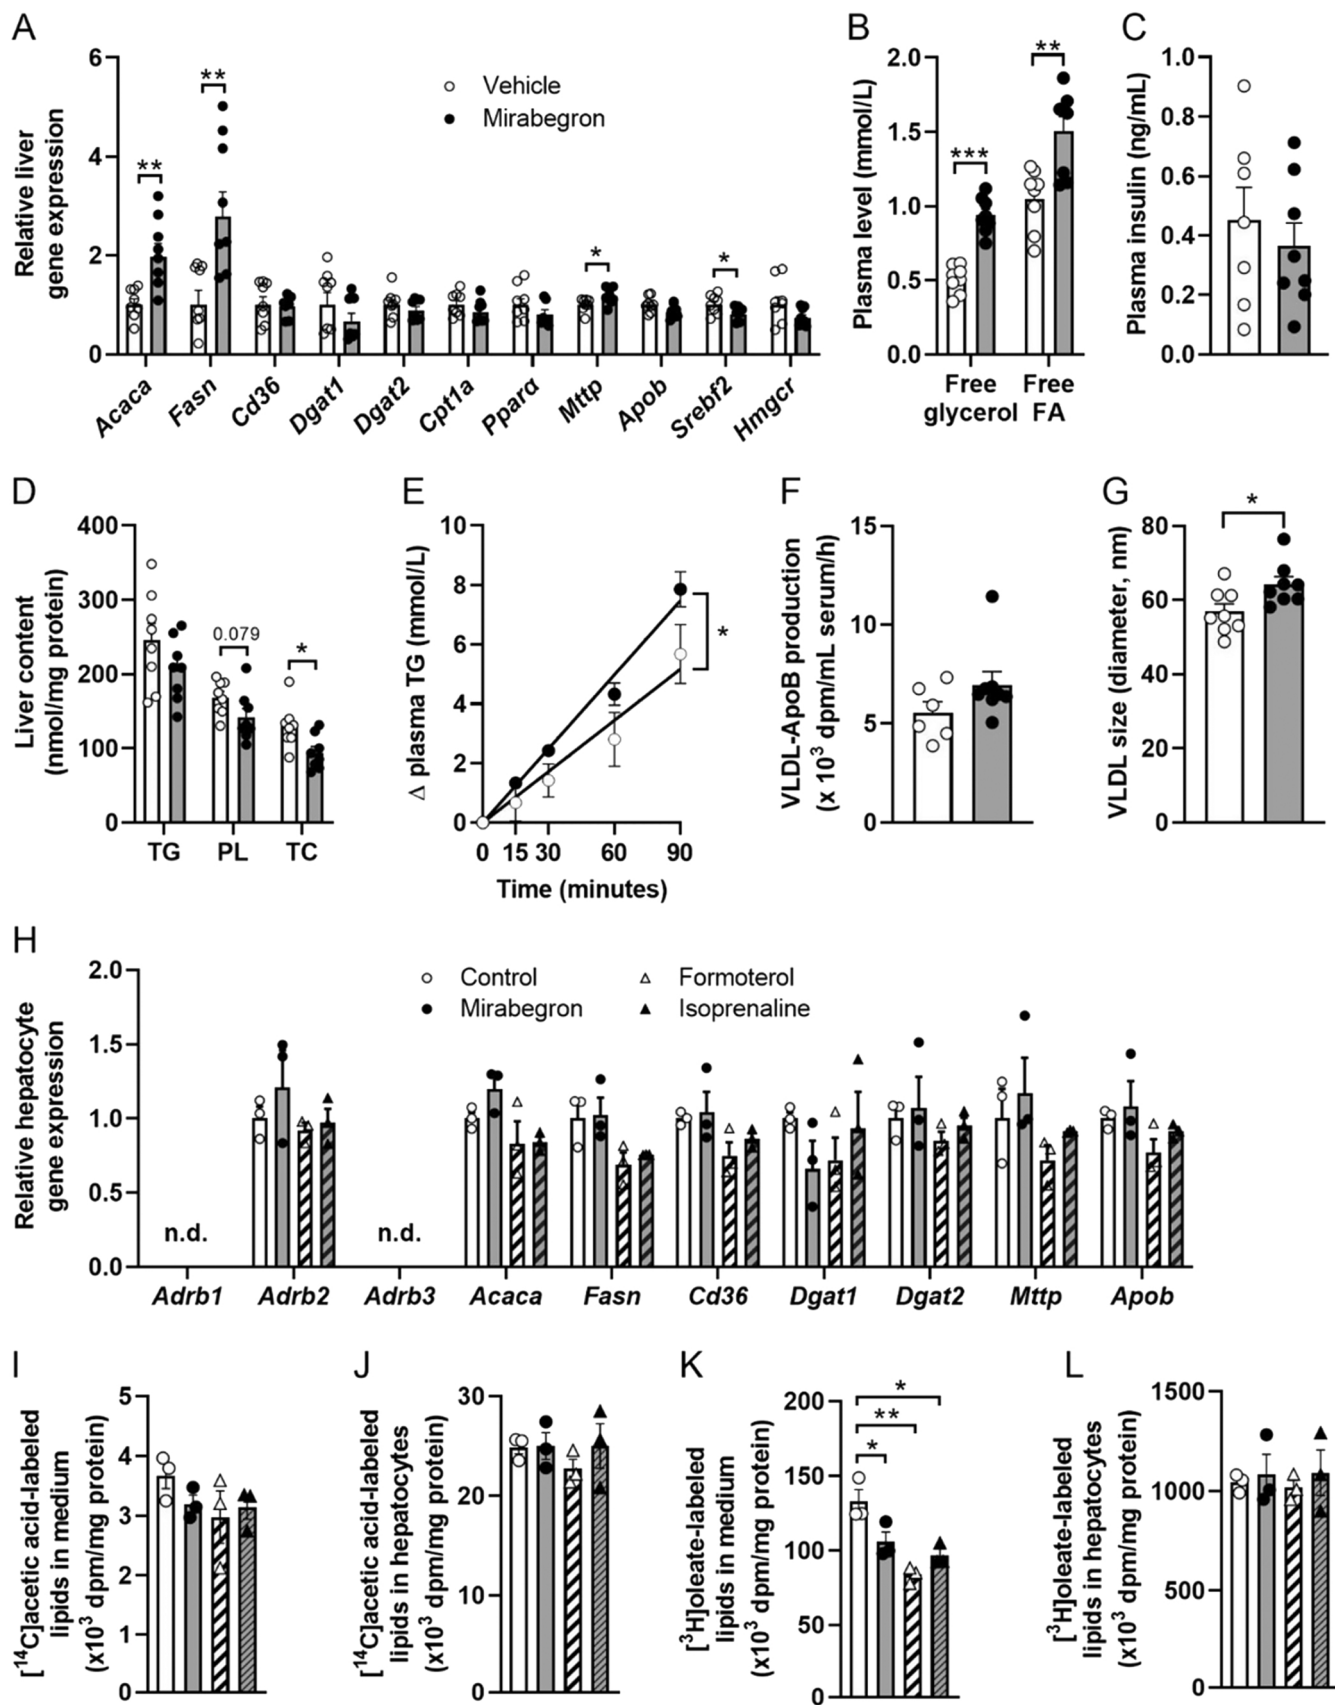 A
Relative liver
gene expression
6
4
2
0
Vehicle
Mirabegron
**
**
*
*
Acaca
Fasn
Cd36
Dgat1
Dgat2
Cpt1a
Pparα
Mttp
Apob
Srebf2
Hmgcr
B
Plasma level (mmol/L)
2.0
1.5
1.0
0.5
0.0
***
**
Free
glycerol
Free
FA
C
Plasma insulin (ng/mL)
1.0
0.8
0.6
0.4
0.2
0.0
D
Liver content
(nmol/mg protein)
400
300
200
100
0
0.079
*
TG
PL
TC
E
Δ plasma TG (mmol/L)
10
8
6
4
2
0
*
0 15 30 60 90
Time (minutes)
F
VLDL-ApoB production
(x 10³ dpm/mL serum/h)
15
10
5
0
G
VLDL size (diameter, nm)
80
60
40
20
0
*
H
Relative hepatocyte
gene expression
2.0
1.5
1.0
0.5
0.0
Control
Mirabegron
Formoterol
Isoprenaline
n.d.
n.d.
Adrb1
Adrb2
Adrb3
Acaca
Fasn
Cd36
Dgat1
Dgat2
Mttp
Apob
I
[¹⁴C]acetic acid-labeled
lipids in medium
(x10³ dpm/mg protein)
5
4
3
2
1
0
J
[¹⁴C]acetic acid-labeled
lipids in hepatocytes
(x10³ dpm/mg protein)
30
20
10
0
K
[³H]oleate-labeled
lipids in medium
(x10³ dpm/mg protein)
200
150
100
50
0
*
**
*
L
[³H]oleate-labeled
lipids in hepatocytes
(x10³ dpm/mg protein)
1500
1000
500
0